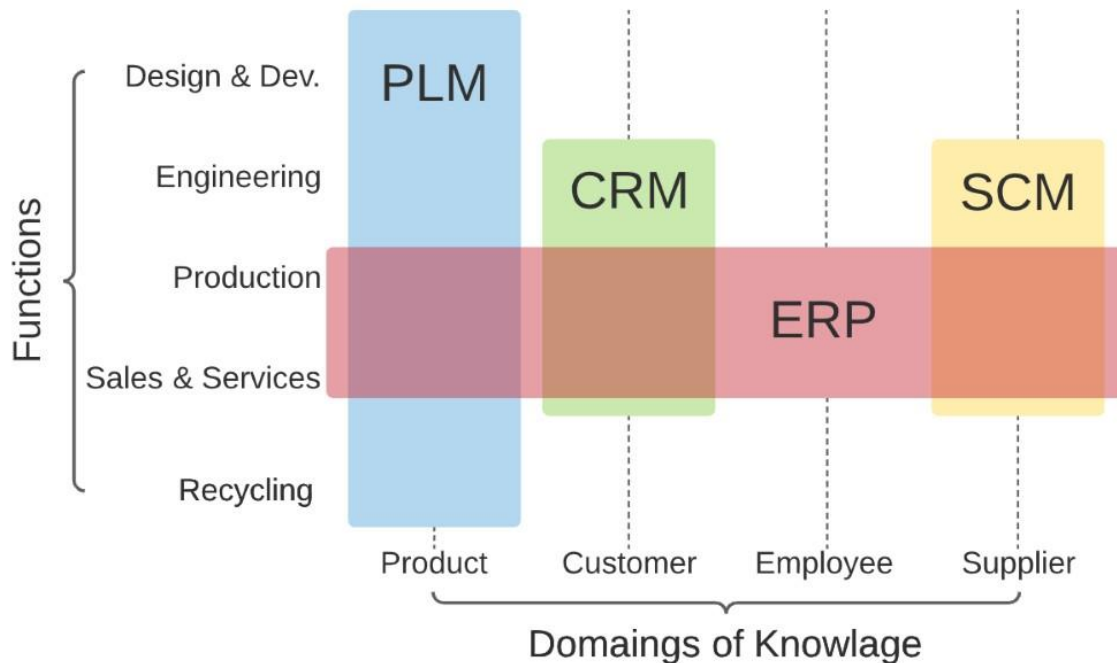 Functions
Design & Dev.
Engineering
Production
Sales & Services
Recycling
PLM
CRM
SCM
ERP
Product
Customer
Employee
Supplier
Domaings of Knowlage